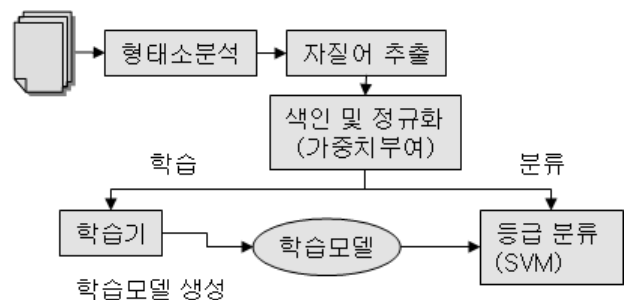 형태소분석
자질어 추출
색인 및 정규화
(가중치부여)
학습
분류
학습기
학습모델
등급 분류
(SVM)
학습모델 생성